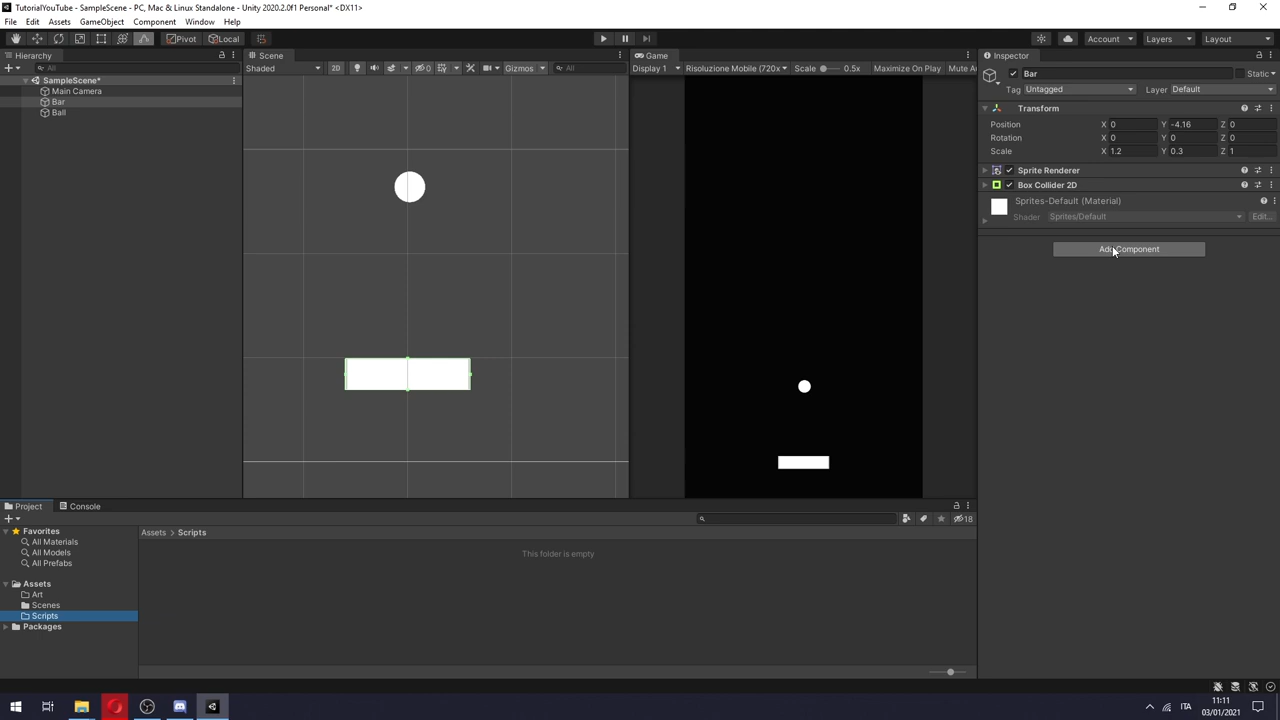 TutorialYouTube - SampleScene - PC, Mac & Linux Standalone - Unity 2020.2.0f1 Personal* <DX11>
File Edit Assets GameObject Component Window Help
Pivot Local Account Layers Layout
Hierarchy
All
SampleScene*
Main Camera
Bar
Ball
Scene
Shaded 2D 0 Gizmos All
Game
Display 1 Risoluzione Mobile (720x Scale 0.5x Maximize On Play Mute Au
Inspector
Bar Static
Tag Untagged Layer Default
Transform
Position X 0 Y -4.16 Z 0
Rotation X 0 Y 0 Z 0
Scale X 1.2 Y 0.3 Z 1
Sprite Renderer
Box Collider 2D
Sprites-Default (Material)
Shader Sprites/Default Edit...
Add Component
Project Console
18
Favorites
All Materials
All Models
All Prefabs
Assets
Art
Scenes
Scripts
Packages
Assets > Scripts
This folder is empty
ITA
11:11
03/01/2021